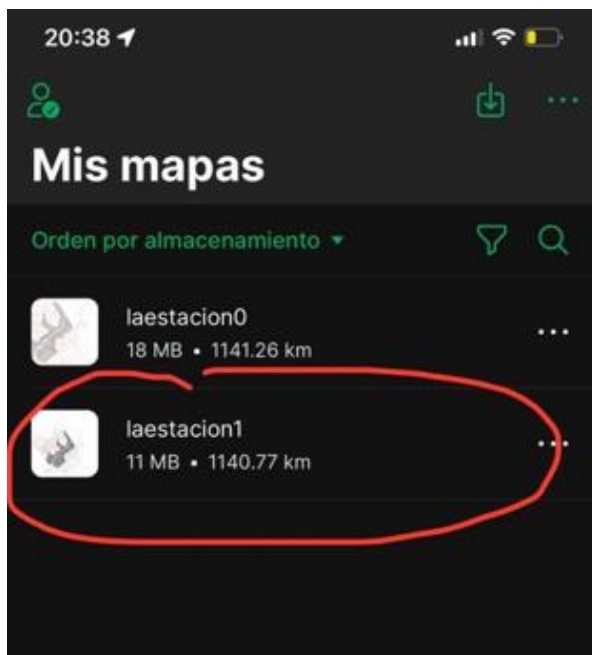 20:38
Mis mapas
Orden por almacenamiento
laestacion0
18 MB • 1141.26 km
laestacion1
11 MB • 1140.77 km